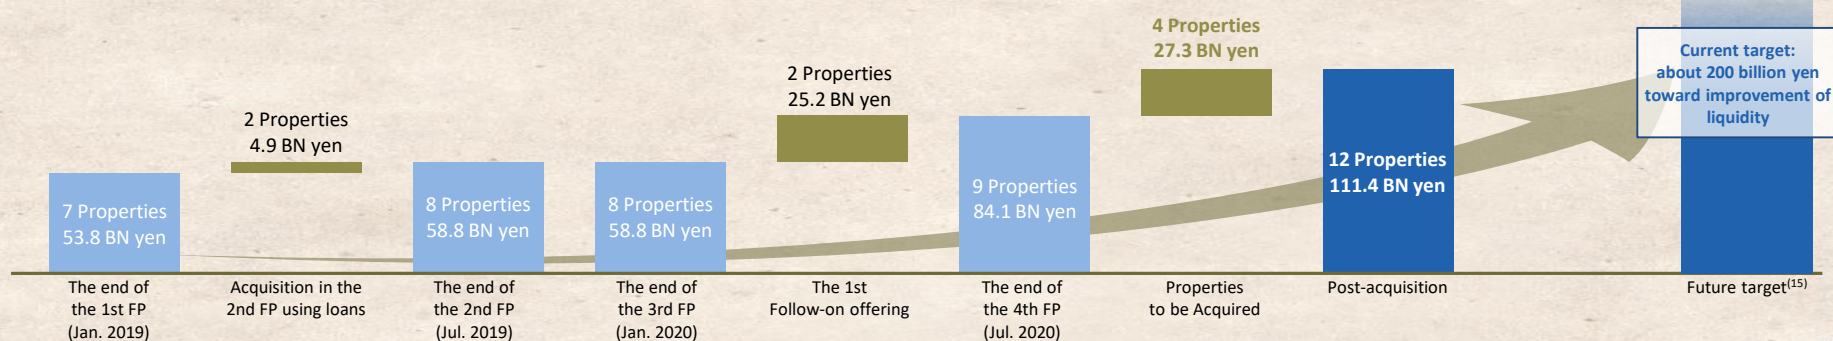 7 Properties
53.8 BN yen
2 Properties
4.9 BN yen
8 Properties
58.8 BN yen
8 Properties
58.8 BN yen
2 Properties
25.2 BN yen
9 Properties
84.1 BN yen
4 Properties
27.3 BN yen
12 Properties
111.4 BN yen
Current target:
about 200 billion yen
toward improvement of
liquidity
The end of
the 1st FP
(Jan. 2019)
Acquisition in the
2nd FP using loans
The end of
the 2nd FP
(Jul. 2019)
The end of
the 3rd FP
(Jan. 2020)
The 1st
Follow-on offering
The end of
the 4th FP
(Jul. 2020)
Properties
to be Acquired
Post-acquisition
Future target(15)